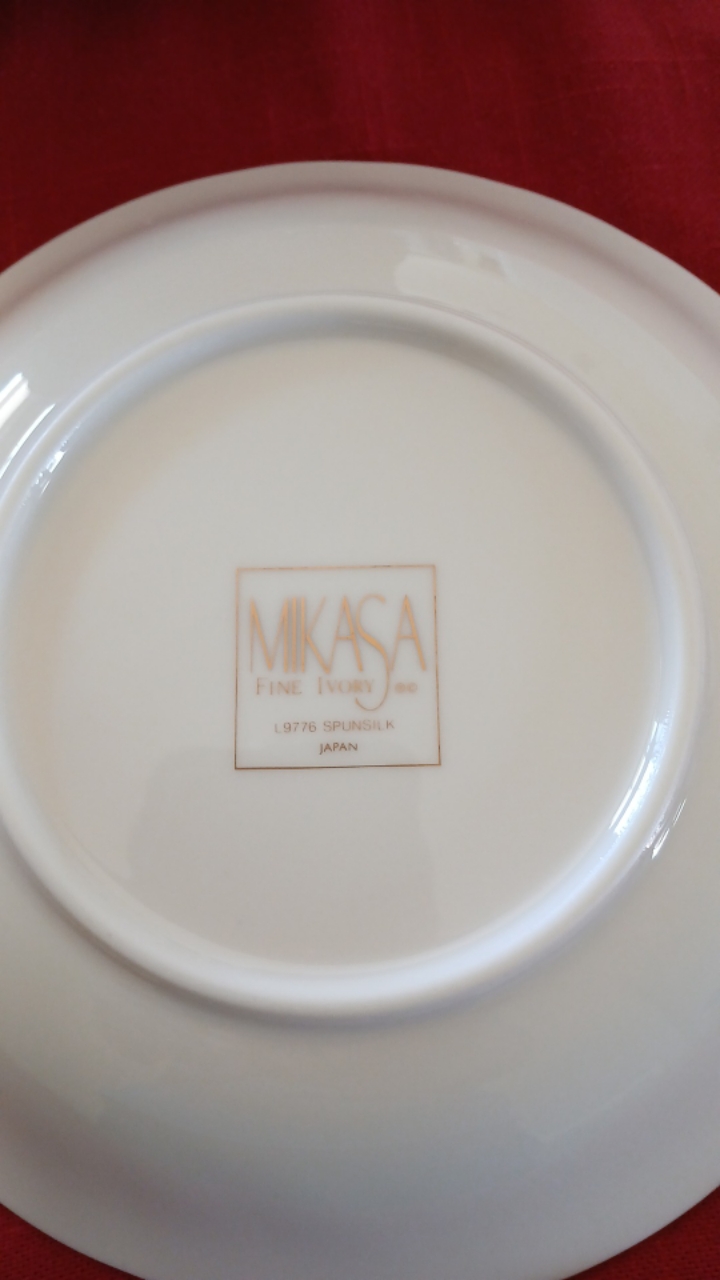 MIKASA
FINE IVORY
L9776 SPUNSILK
JAPAN